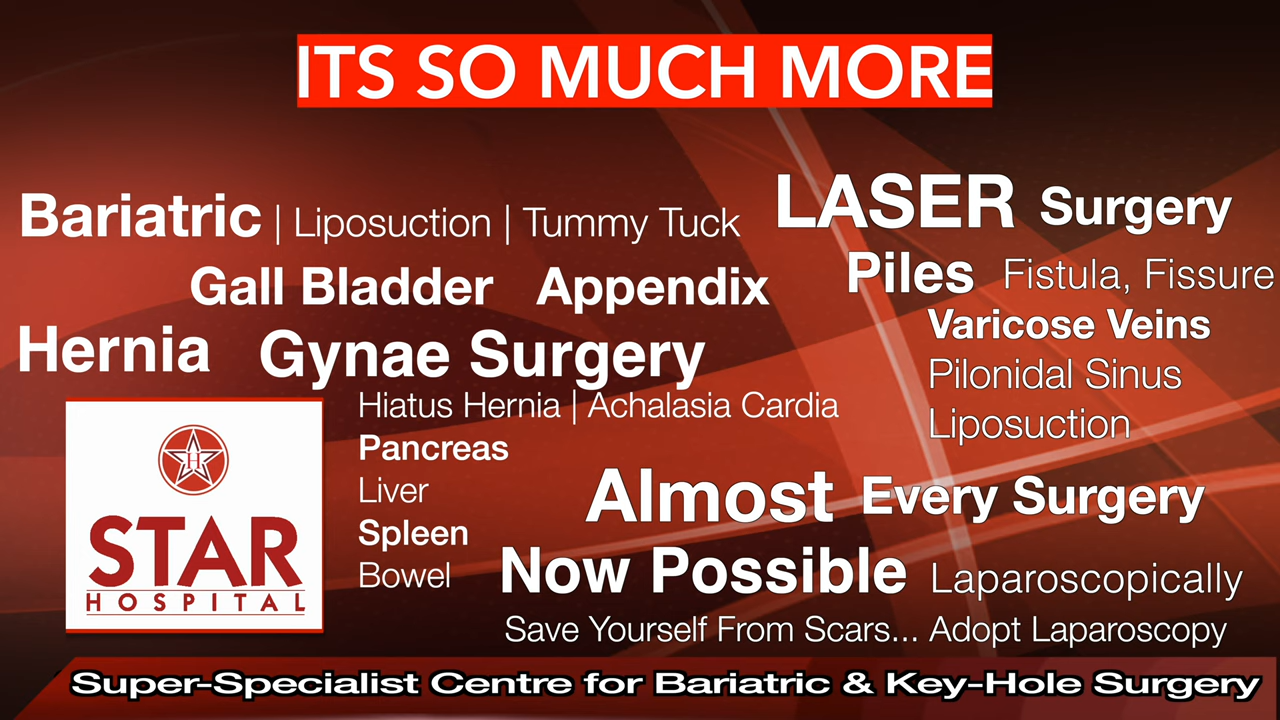 ITS SO MUCH MORE
Bariatric | Liposuction | Tummy Tuck
Gall Bladder Appendix
Hernia Gynae Surgery
Hiatus Hernia | Achalasia Cardia
Pancreas
Liver
Spleen
Bowel
LASER Surgery
Piles Fistula, Fissure
Varicose Veins
Pilonidal Sinus
Liposuction
Almost Every Surgery
Now Possible Laparoscopically
Save Yourself From Scars... Adopt Laparoscopy
H
STAR
HOSPITAL
Super-Specialist Centre for Bariatric & Key-Hole Surgery